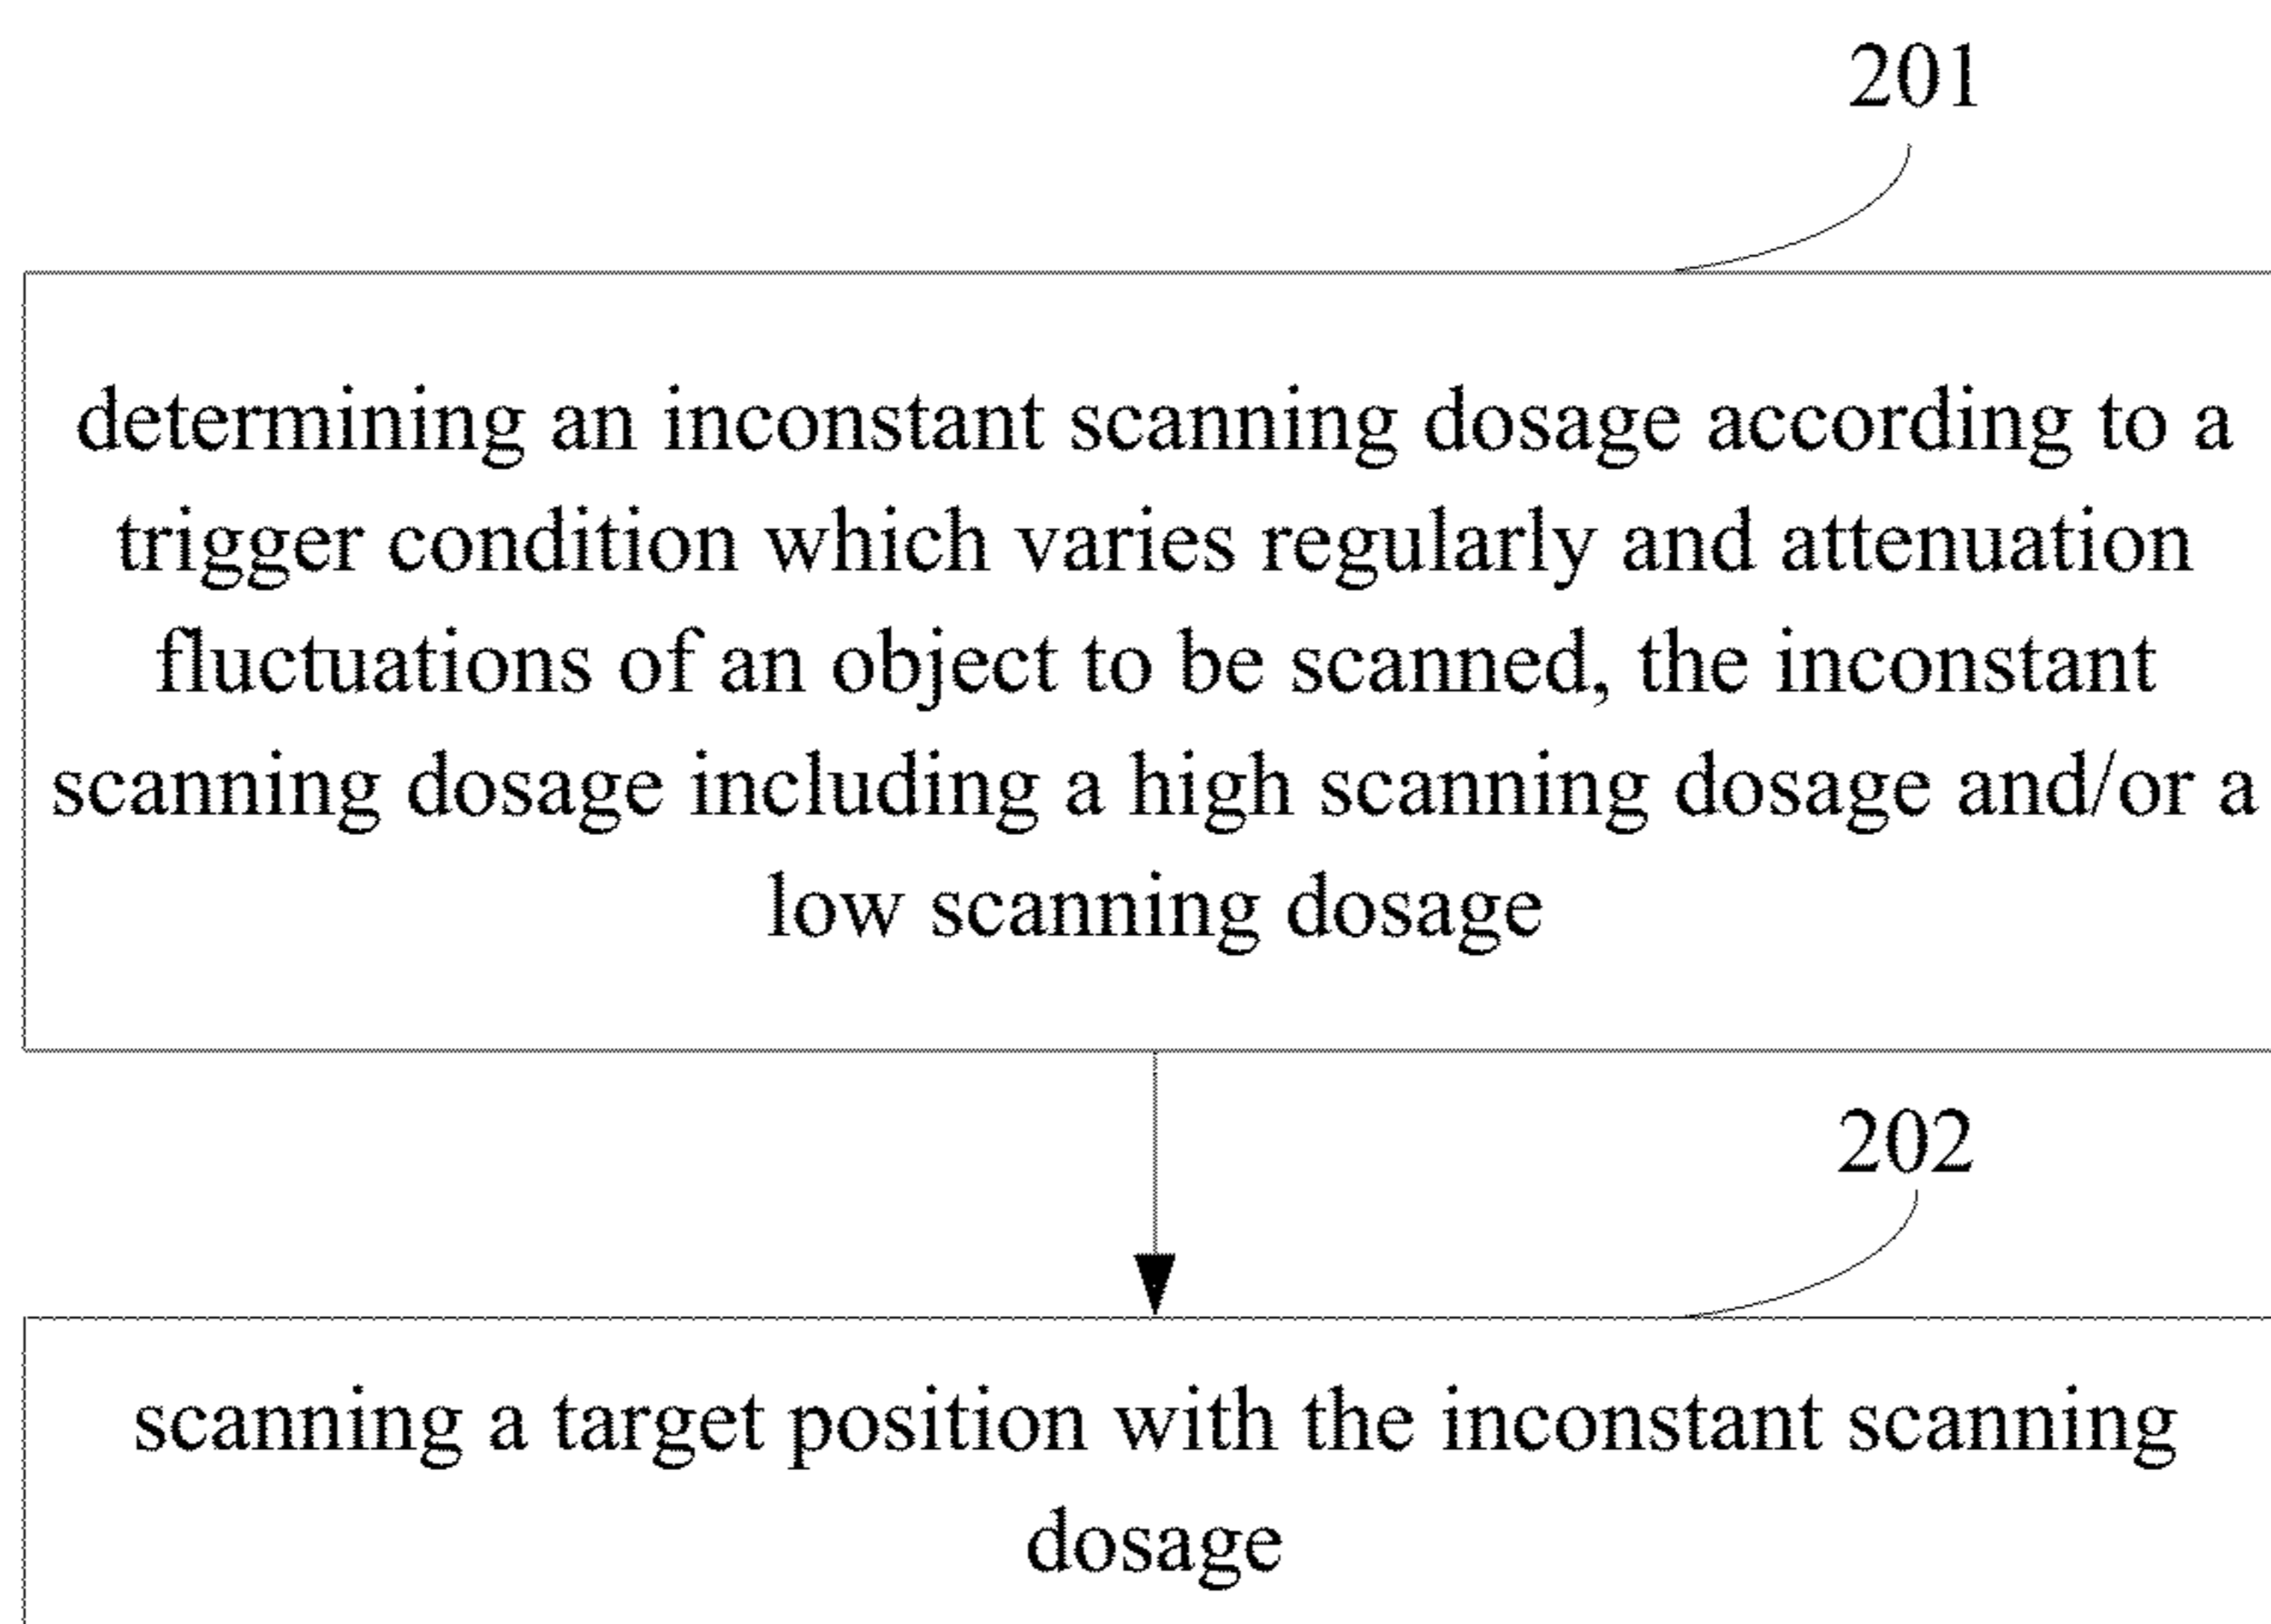 201
determining an inconstant scanning dosage according to a
trigger condition which varies regularly and attenuation
fluctuations of an object to be scanned, the inconstant
scanning dosage including a high scanning dosage and/or a
low scanning dosage
202
scanning a target position with the inconstant scanning
dosage